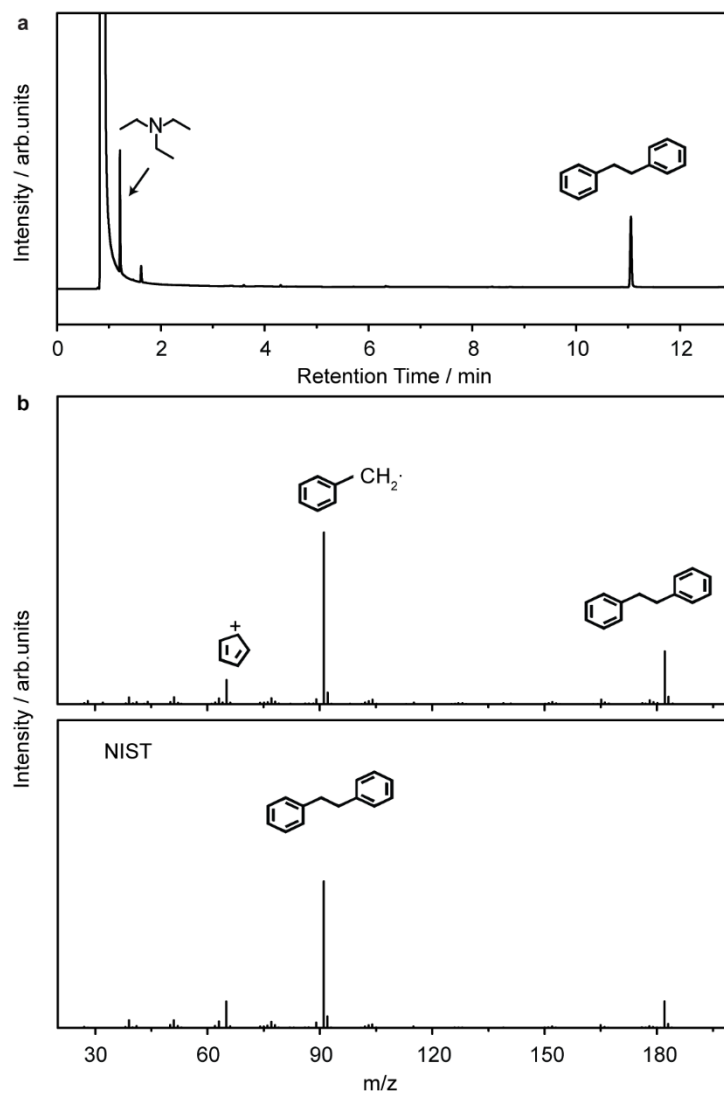 a
Intensity / arb.units
N
0 2 4 6 8 10 12
Retention Time / min
b
Intensity / arb.units
CH2·
+
NIST
30 60 90 120 150 180
m/z